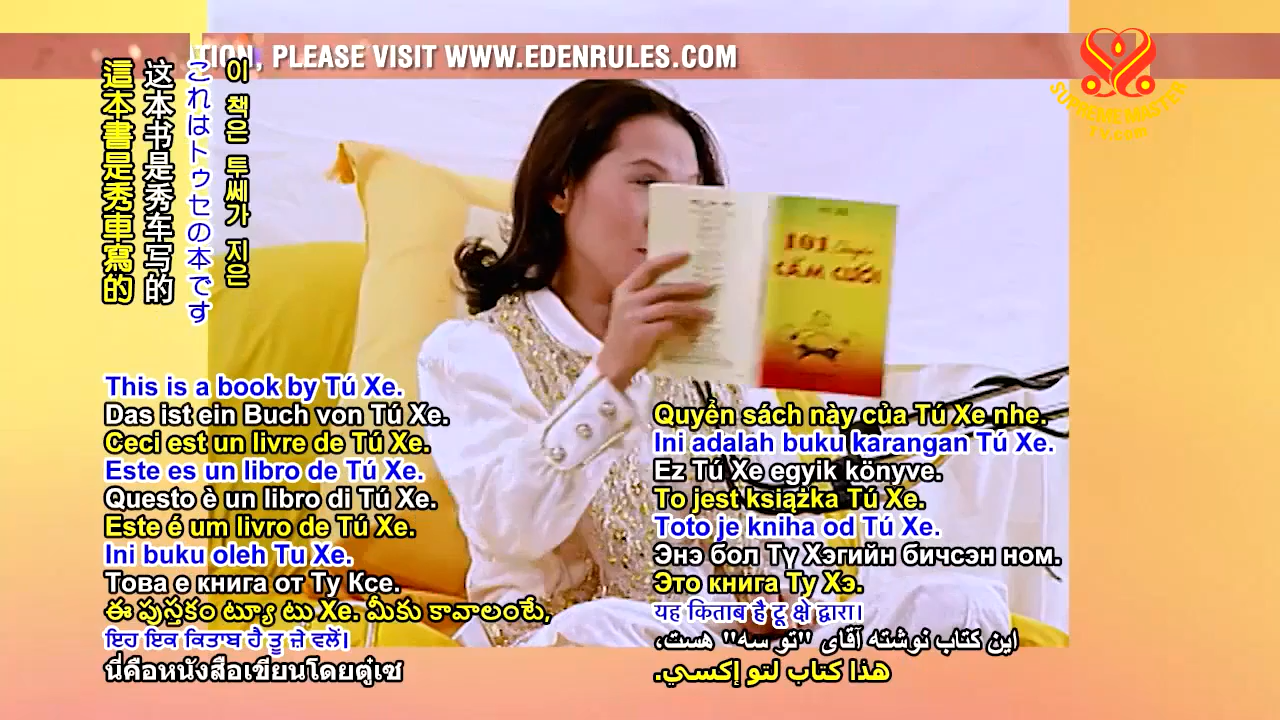 ATION, PLEASE VISIT WWW.EDENRULES.COM
SUPREME MASTER
TV.com
這本書是秀車寫的
这本书是秀车写的
これはトゥセの本です
이 책은 투쎄가 지은
101 Chuyện
CẤM CƯỜI
This is a book by Tú Xe.
Das ist ein Buch von Tú Xe.
Ceci est un livre de Tú Xe.
Este es un libro de Tú Xe.
Questo è un libro di Tú Xe.
Este é um livro de Tú Xe.
Ini buku oleh Tu Xe.
Това е книга от Ту Ксе.
ఈ పుస్తకం ట్యూ టు Xe. మీకు కావాలంటే,
ਇਹ ਇਕ ਕਿਤਾਬ ਹੈ ਤੂ ਜ਼ੇ ਵਲੋਂ।
นี่คือหนังสือเขียนโดยตู๋เซ
Quyển sách này của Tú Xe nhe.
Ini adalah buku karangan Tú Xe.
Ez Tú Xe egyik könyve.
To jest książka Tú Xe.
Toto je kniha od Tú Xe.
Энэ бол Tү Хэгийн бичсэн ном.
Это книга Ту Хэ.
यह किताब है टू क्षे द्वारा।
این کتاب نوشته آقای "تو سه" هست،
هذا كتاب لتو إكسي.